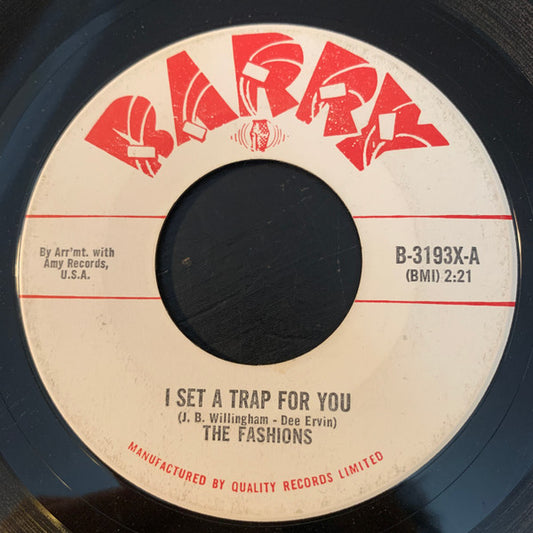 BARRY
By Arr'mt. with
Amy Records,
U.S.A.
B-3193X-A
(BMI) 2:21
I SET A TRAP FOR YOU
(J. B. Willingham - Dee Ervin)
THE FASHIONS
MANUFACTURED BY QUALITY RECORDS LIMITED